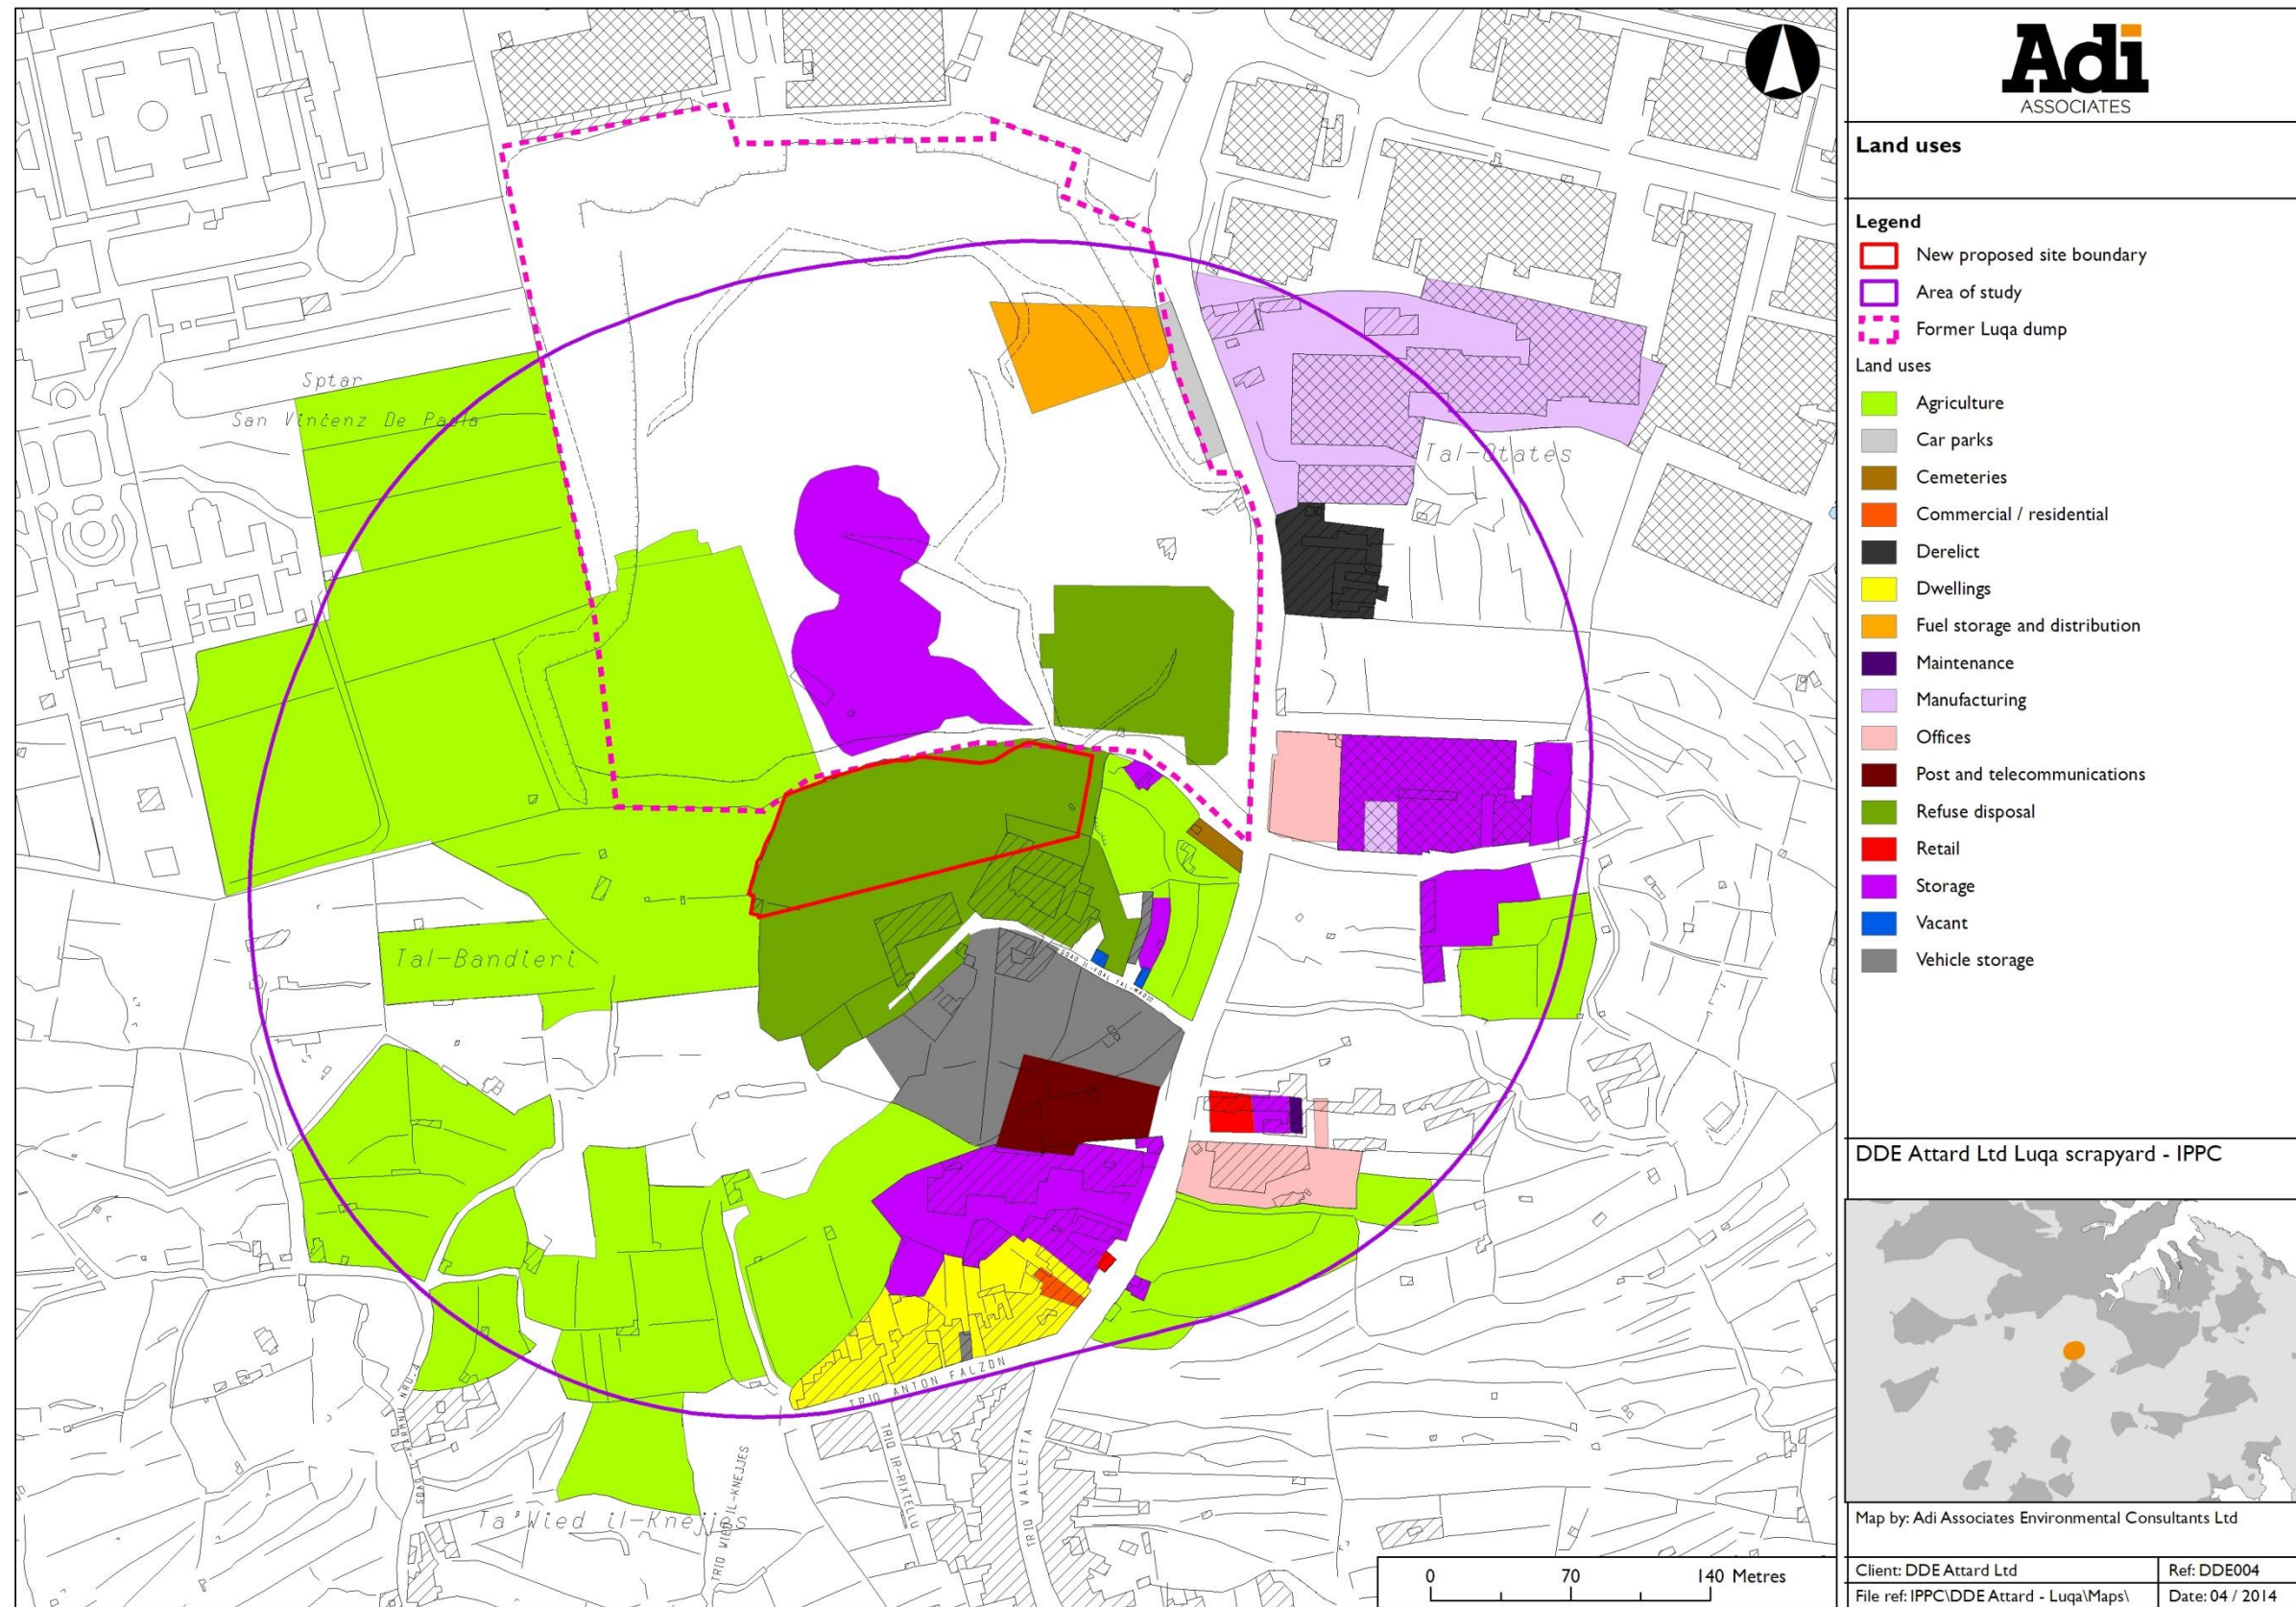 Adi
ASSOCIATES
Land uses
Legend
New proposed site boundary
Area of study
Former Luqa dump
Land uses
Agriculture
Car parks
Cemeteries
Commercial / residential
Derelict
Dwellings
Fuel storage and distribution
Maintenance
Manufacturing
Offices
Post and telecommunications
Refuse disposal
Retail
Storage
Vacant
Vehicle storage
DDE Attard Ltd Luqa scrapyard - IPPC
Map by: Adi Associates Environmental Consultants Ltd
Client: DDE Attard Ltd
Ref: DDE004
File ref: IPPC\DDE Attard - Luqa\Maps\
Date: 04 / 2014
Sptar
San Vinċenz De Paola
Tal-Bandieri
TRIQ ANTON FALZON
TRIQ VALLETTA
TRIQ IR-RIXTELLU
TRIQ WIED IL-KNEJJES
Ta' Wied il-Knejjes
0 70 140 Metres